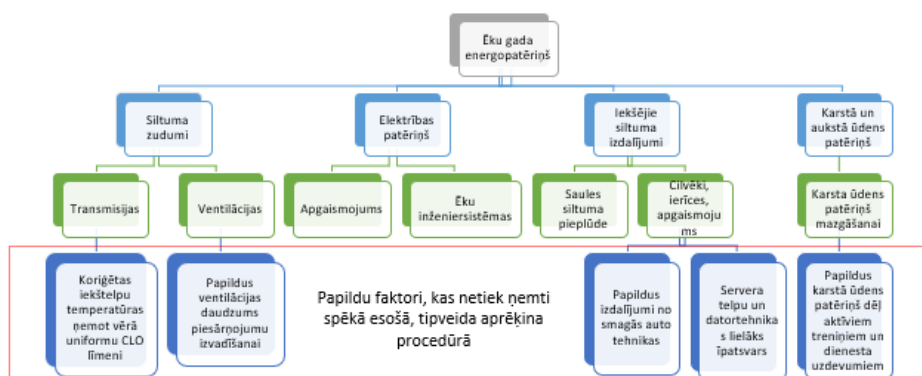 Ēku gada
energopatēriņš
Siltuma
zudumi
Elektrības
patēriņš
Iekšējie
siltuma
izdalījumi
Karstā un
aukstā ūdens
patēriņš
Transmisijas
Ventilācijas
Apgaismojums
Ēku
inženiersistēmas
Saules
siltuma
pieplūde
Cilvēki,
ierīces,
apgaismoju
ms
Karsta ūdens
patēriņš
mazgāšanai
Koriģētas
iekštelpu
temperatūras
ņemot vērā
uniformu CLO
līmeni
Papildus
ventilācijas
daudzums
piesārņojumu
izvadīšanai
Papildu faktori, kas netiek ņemti
spēkā esošā, tipveida aprēķina
procedūrā
Papildus
izdalījumi no
smagās auto
tehnikas
Servera
telpu un
datortehnika
s lielāks
īpatsvars
Papildus
karstā ūdens
patēriņš dēļ
aktīviem
treniņiem un
dienesta
uzdevumiem